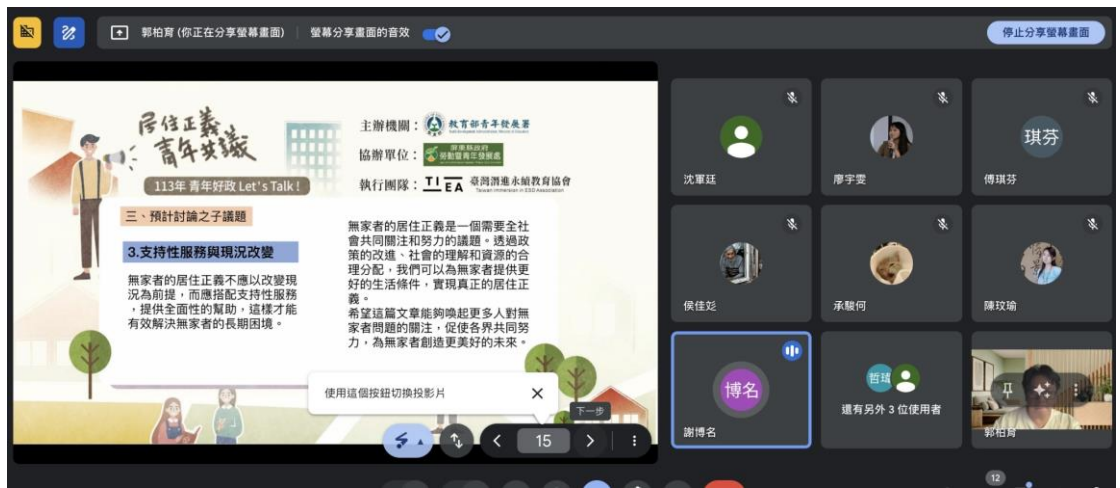 郭柏育 (你正在分享螢幕畫面)
螢幕分享畫面的音效
停止分享螢幕畫面
居住正義
青年共議
113年 青年好政 Let's Talk!
主辦機關:
教育部青年發展署
協辦單位:
屏東縣政府
勞動暨青年發展處
執行團隊:
TIEEA
臺灣潛進永續教育協會
Taiwan Immersion in ESD Association
三、預計討論之子議題
3.支持性服務與現況改變
無家者的居住正義不應以改變現
況為前提,而應搭配支持性服務
,提供全面性的幫助,這樣才能
有效解決無家者的長期困境。
無家者的居住正義是一個需要全社
會共同關注和努力的議題。透過政
策的改進、社會的理解和資源的合
理分配,我們可以為無家者提供更
好的生活條件,實現真正的居住正
義。
希望這篇文章能夠喚起更多人對無
家者問題的關注,促使各界共同努
力,為無家者創造更美好的未來。
使用這個按鈕切換投影片
下一步
15
沈軍廷
廖宇雯
琪芬
傅琪芬
侯佳彣
承駿何
陳玟瑜
博名
謝博名
還有另外 3 位使用者
郭柏育
12